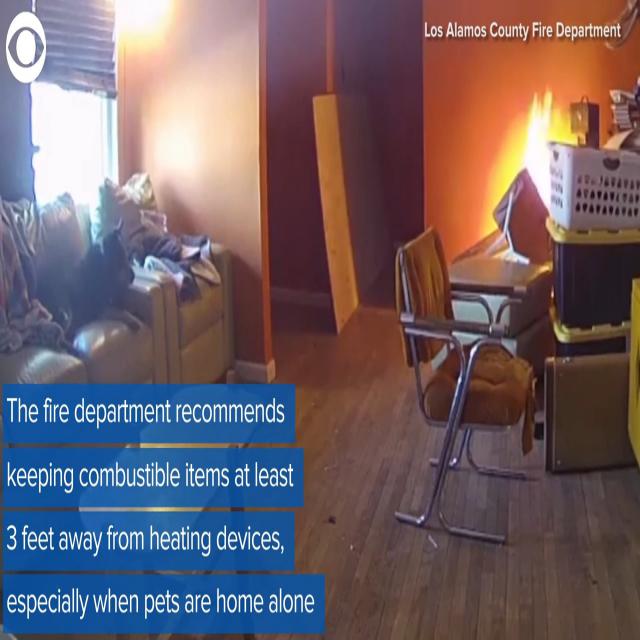 Los Alamos County Fire Department
The fire department recommends
keeping combustible items at least
3 feet away from heating devices,
especially when pets are home alone